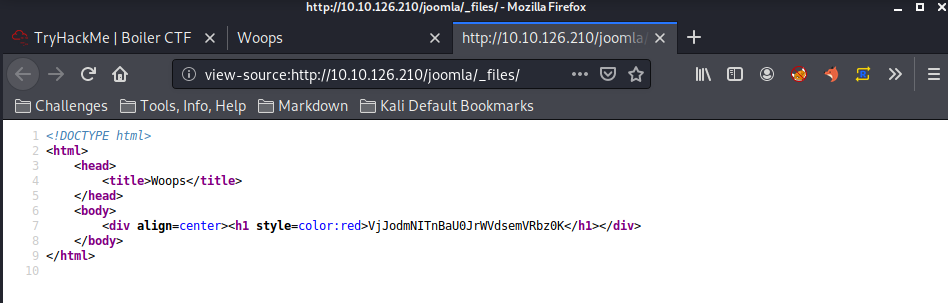 http://10.10.126.210/joomla/_files/ - Mozilla Firefox
TryHackMe | Boiler CTF
Woops
http://10.10.126.210/joomla/
view-source:http://10.10.126.210/joomla/_files/
Challenges
Tools, Info, Help
Markdown
Kali Default Bookmarks
1 <!DOCTYPE html>
2 <html>
3 <head>
4 <title>Woops</title>
5 </head>
6 <body>
7 <div align=center><h1 style=color:red>VjJodmNITnBaU0JrWVdsemVRbz0K</h1></div>
8 </body>
9 </html>
10